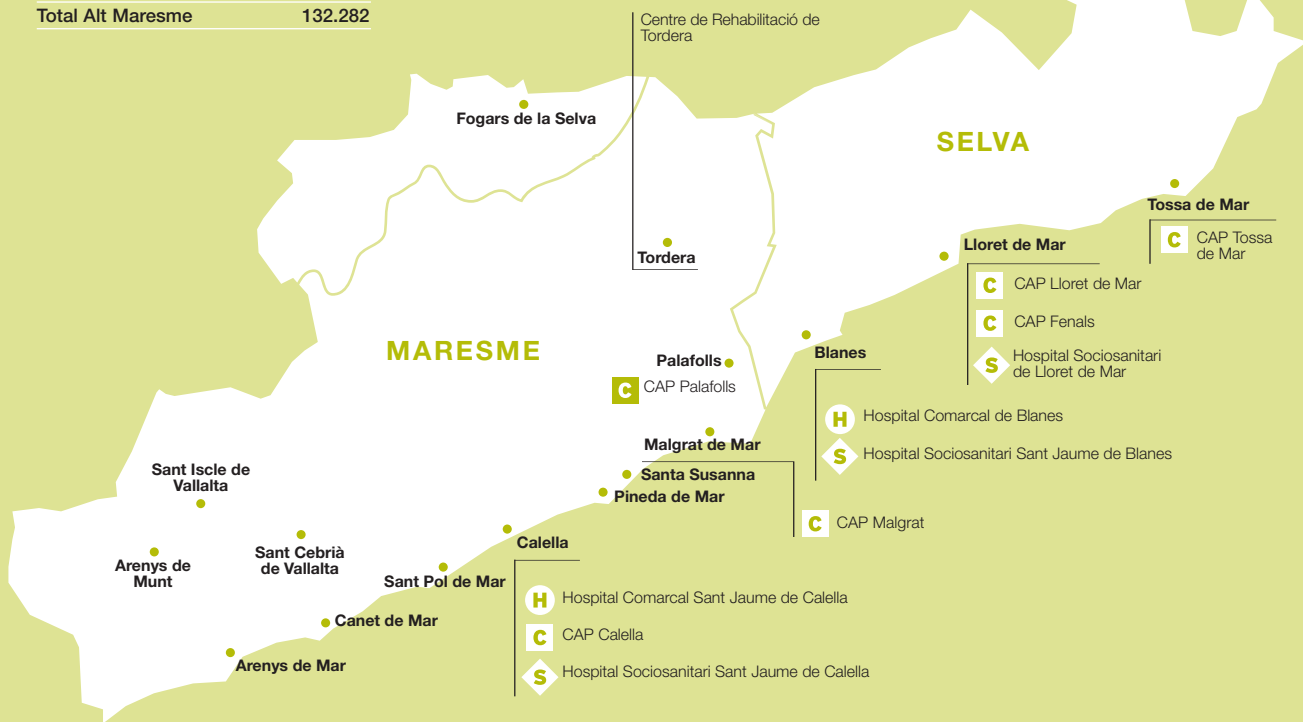 Total Alt Maresme 132.282
Centre de Rehabilitació de
Tordera
Fogars de la Selva
SELVA
Tossa de Mar
C CAP Tossa
de Mar
Tordera
Lloret de Mar
C CAP Lloret de Mar
C CAP Fenals
S Hospital Sociosanitari
de Lloret de Mar
MARESME
Palafolls
C CAP Palafolls
Blanes
H Hospital Comarcal de Blanes
S Hospital Sociosanitari Sant Jaume de Blanes
Malgrat de Mar
C CAP Malgrat
Santa Susanna
Pineda de Mar
Sant Iscle de
Vallalta
Arenys de
Munt
Sant Cebrià
de Vallalta
Sant Pol de Mar
Calella
H Hospital Comarcal Sant Jaume de Calella
C CAP Calella
S Hospital Sociosanitari Sant Jaume de Calella
Canet de Mar
Arenys de Mar